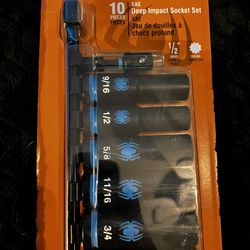 10
PIECES
PIÈCES
SAE
Deep Impact Socket Set
SAE
Jeu de douilles à
chocs profond
1/2"
9/16
1/2
5/8
11/16
3/4